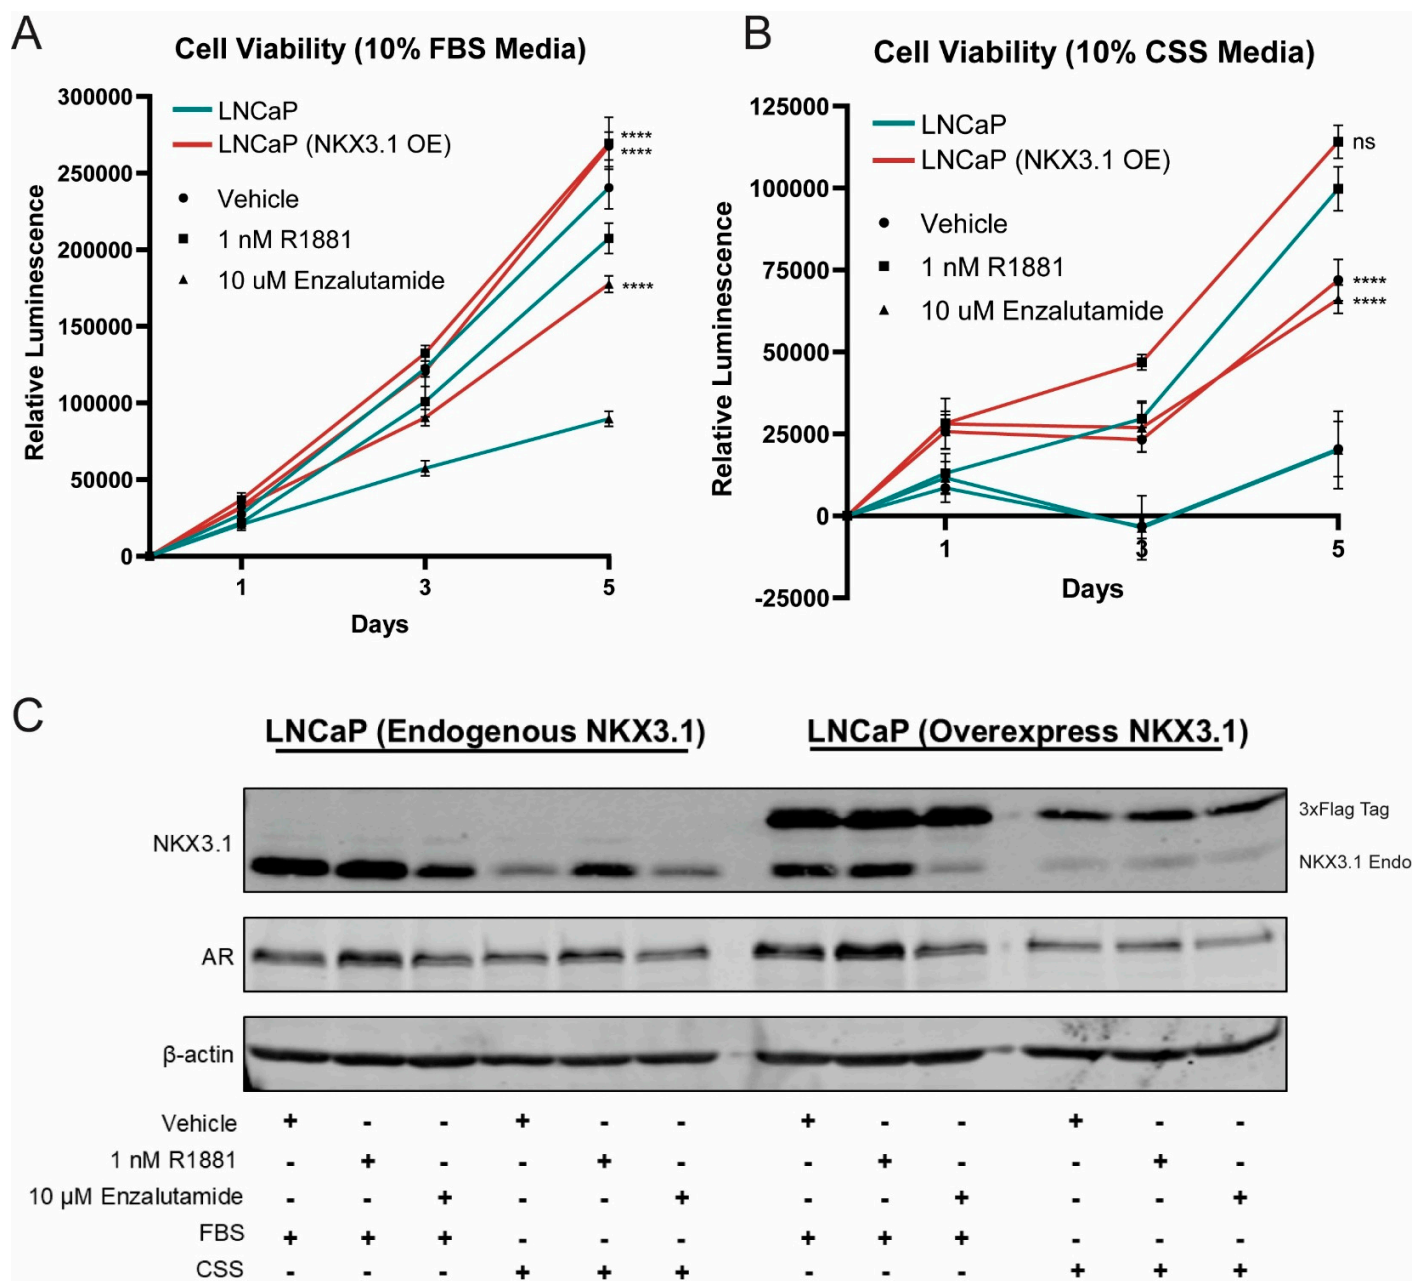 A
Cell Viability (10% FBS Media)
LNCaP
LNCaP (NKX3.1 OE)
Vehicle
1 nM R1881
10 uM Enzalutamide
Relative Luminescence
300000
250000
200000
150000
100000
50000
0
****
****
****
1 3 5
Days
B
Cell Viability (10% CSS Media)
LNCaP
LNCaP (NKX3.1 OE)
Vehicle
1 nM R1881
10 uM Enzalutamide
Relative Luminescence
125000
100000
75000
50000
25000
0
-25000
ns
****
****
1 3 5
Days
C
LNCaP (Endogenous NKX3.1) LNCaP (Overexpress NKX3.1)
NKX3.1
3xFlag Tag
NKX3.1 Endo
AR
β-actin
Vehicle + - - + - - + - - + - -
1 nM R1881 - + - - + - - + - - + -
10 µM Enzalutamide - - + - - + - - + - - +
FBS + + + - - - + + + - - -
CSS - - - + + + - - - + + +